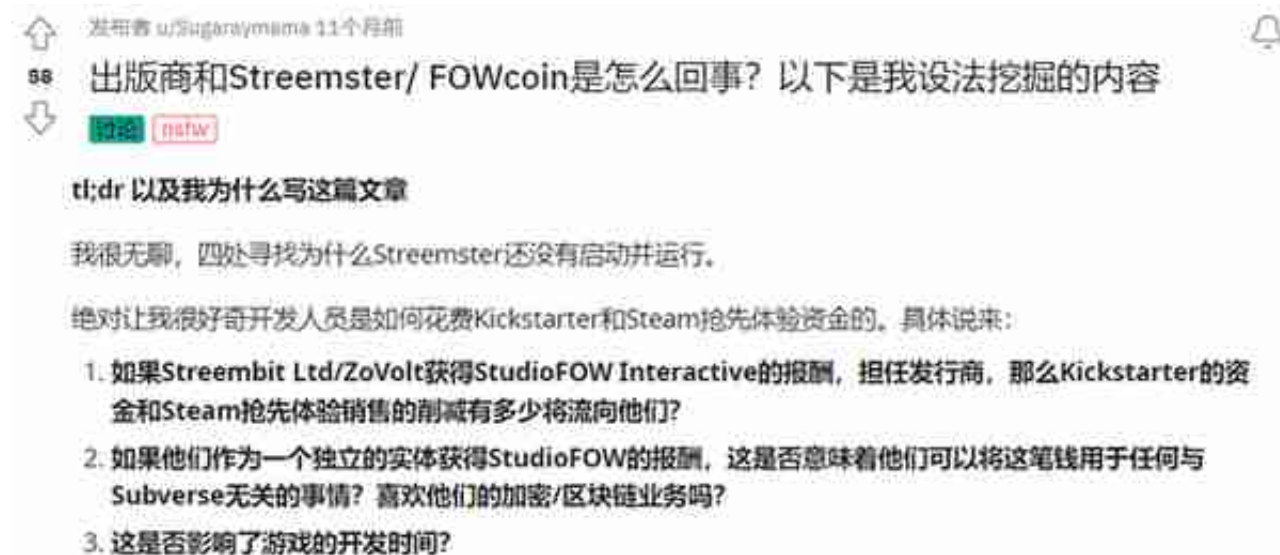 发布者 u/Sugaraymama 11个月前
58
出版商和Streemster/ FOWcoin是怎么回事？以下是我设法挖掘的内容
讨论 nsfw
tl;dr 以及我为什么写这篇文章
我很无聊，四处寻找为什么Streemster还没有启动并运行。
绝对让我很好奇开发人员是如何花费Kickstarter和Steam抢先体验资金的。具体说来：
1. 如果Streembit Ltd/ZoVolt获得StudioFOW Interactive的报酬，担任发行商，那么Kickstarter的资
金和Steam抢先体验销售的削减有多少将流向他们？
2. 如果他们作为一个独立的实体获得StudioFOW的报酬，这是否意味着他们可以将这笔钱用于任何与
Subverse无关的事情？喜欢他们的加密/区块链业务吗？
3. 这是否影响了游戏的开发时间？